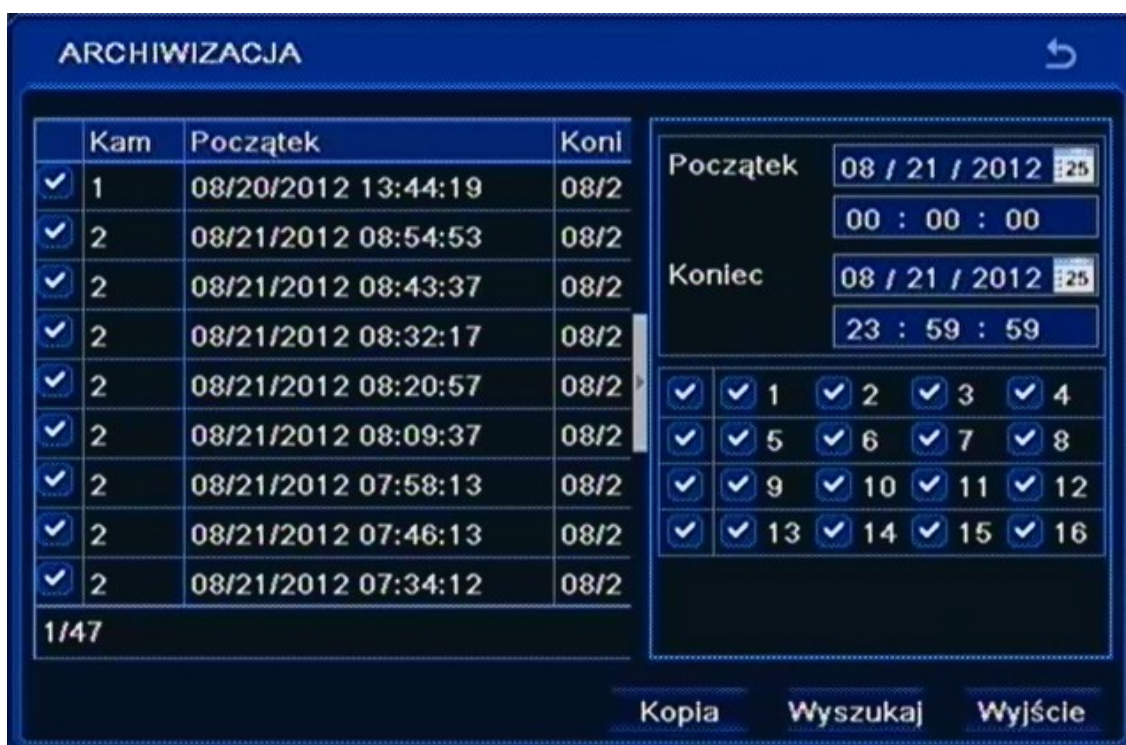 ARCHIWIZACJA
Kam Początek Koni
1 08/20/2012 13:44:19 08/2
2 08/21/2012 08:54:53 08/2
2 08/21/2012 08:43:37 08/2
2 08/21/2012 08:32:17 08/2
2 08/21/2012 08:20:57 08/2
2 08/21/2012 08:09:37 08/2
2 08/21/2012 07:58:13 08/2
2 08/21/2012 07:46:13 08/2
2 08/21/2012 07:34:12 08/2
1/47
Początek 08 / 21 / 2012 25
00 : 00 : 00
Koniec 08 / 21 / 2012 25
23 : 59 : 59
1 2 3 4
5 6 7 8
9 10 11 12
13 14 15 16
Kopia Wyszukaj Wyjście